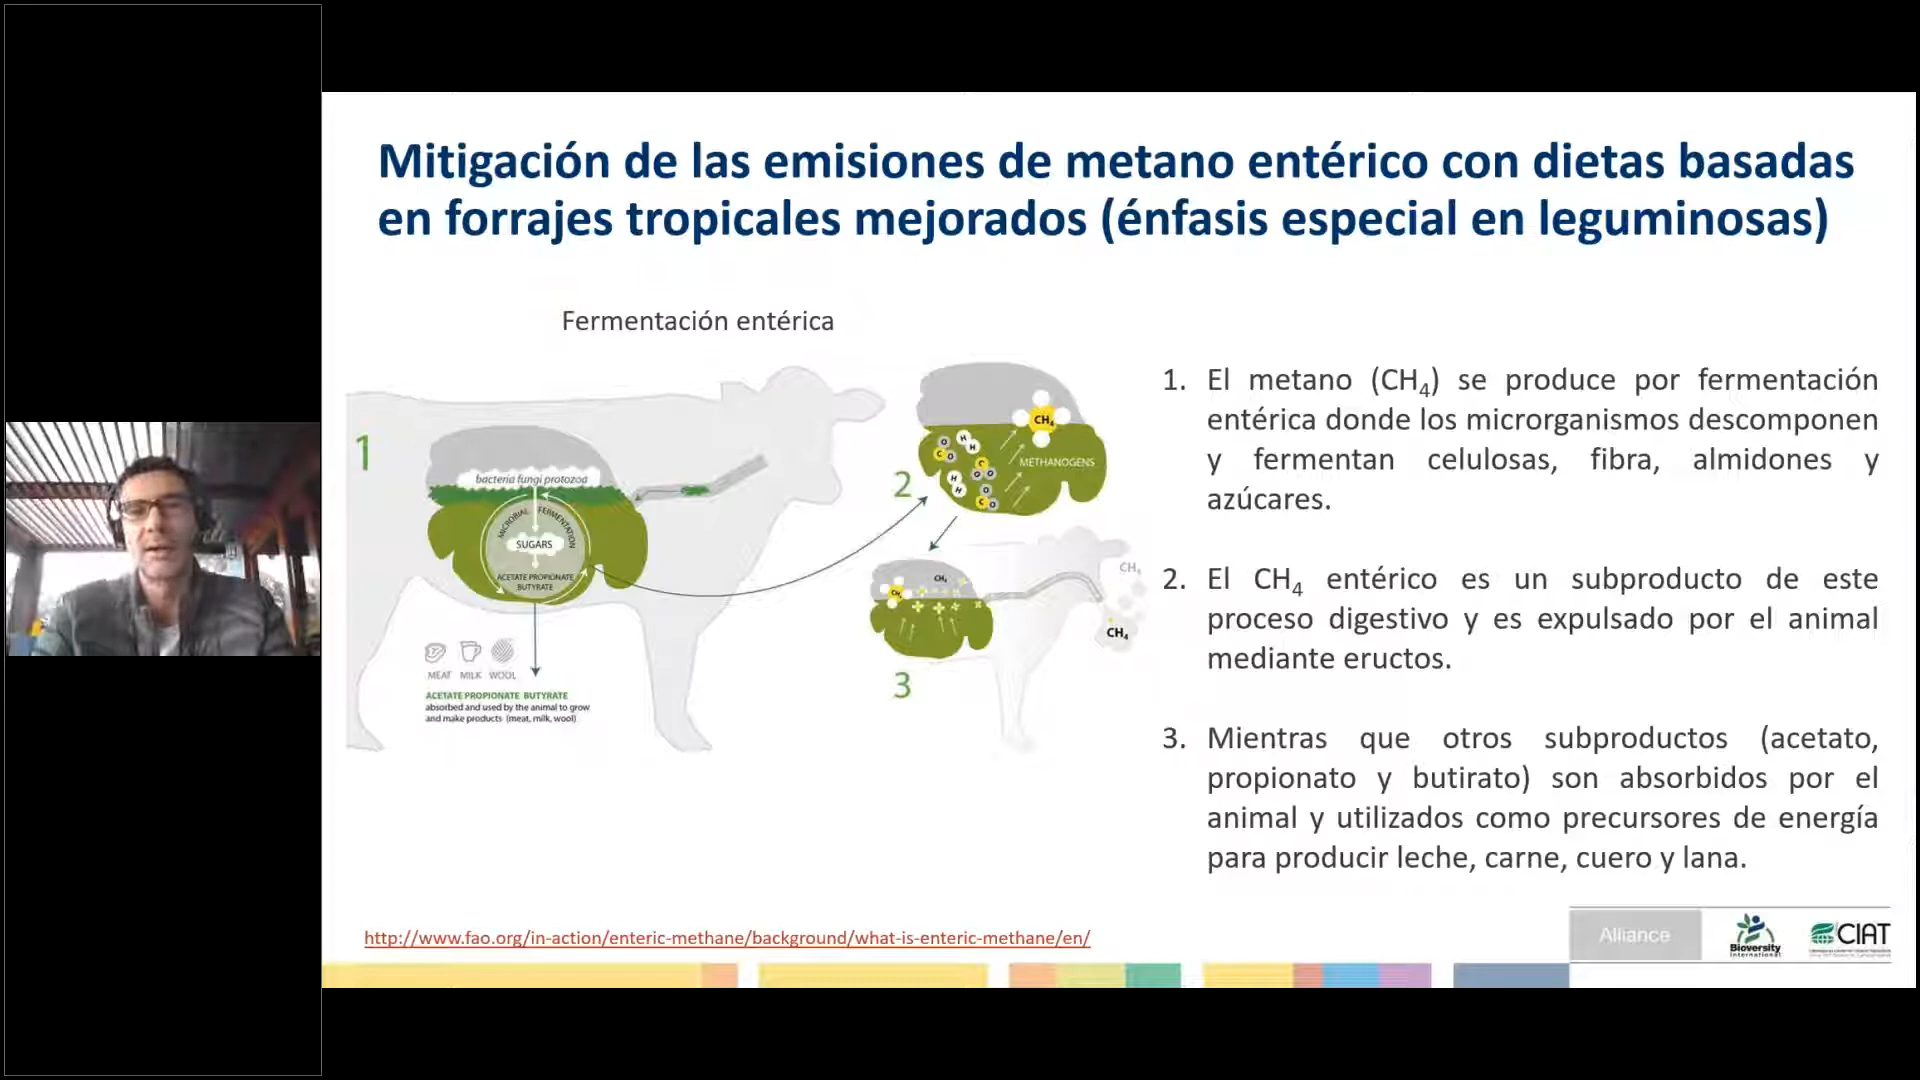 Mitigación de las emisiones de metano entérico con dietas basadas
en forrajes tropicales mejorados (énfasis especial en leguminosas)
Fermentación entérica
1
bacteria fungi protozoa
MICROBIAL FERMENTATION
SUGARS
ACETATE PROPIONATE
BUTYRATE
MEAT MILK WOOL
ACETATE PROPIONATE BUTYRATE
absorbed and used by the animal to grow
and make products (meat, milk, wool)
2
CH₄
METHANOGENS
H
H
O
C O
C
O O
H
H
O
C O
3
CH₄
CH₄
CH₄
CH₄
1. El metano (CH₄) se produce por fermentación
entérica donde los microrganismos descomponen
y fermentan celulosas, fibra, almidones y
azúcares.
2. El CH₄ entérico es un subproducto de este
proceso digestivo y es expulsado por el animal
mediante eructos.
3. Mientras que otros subproductos (acetato,
propionato y butirato) son absorbidos por el
animal y utilizados como precursores de energía
para producir leche, carne, cuero y lana.
http://www.fao.org/in-action/enteric-methane/background/what-is-enteric-methane/en/
Alliance
Bioversity
International
CIAT